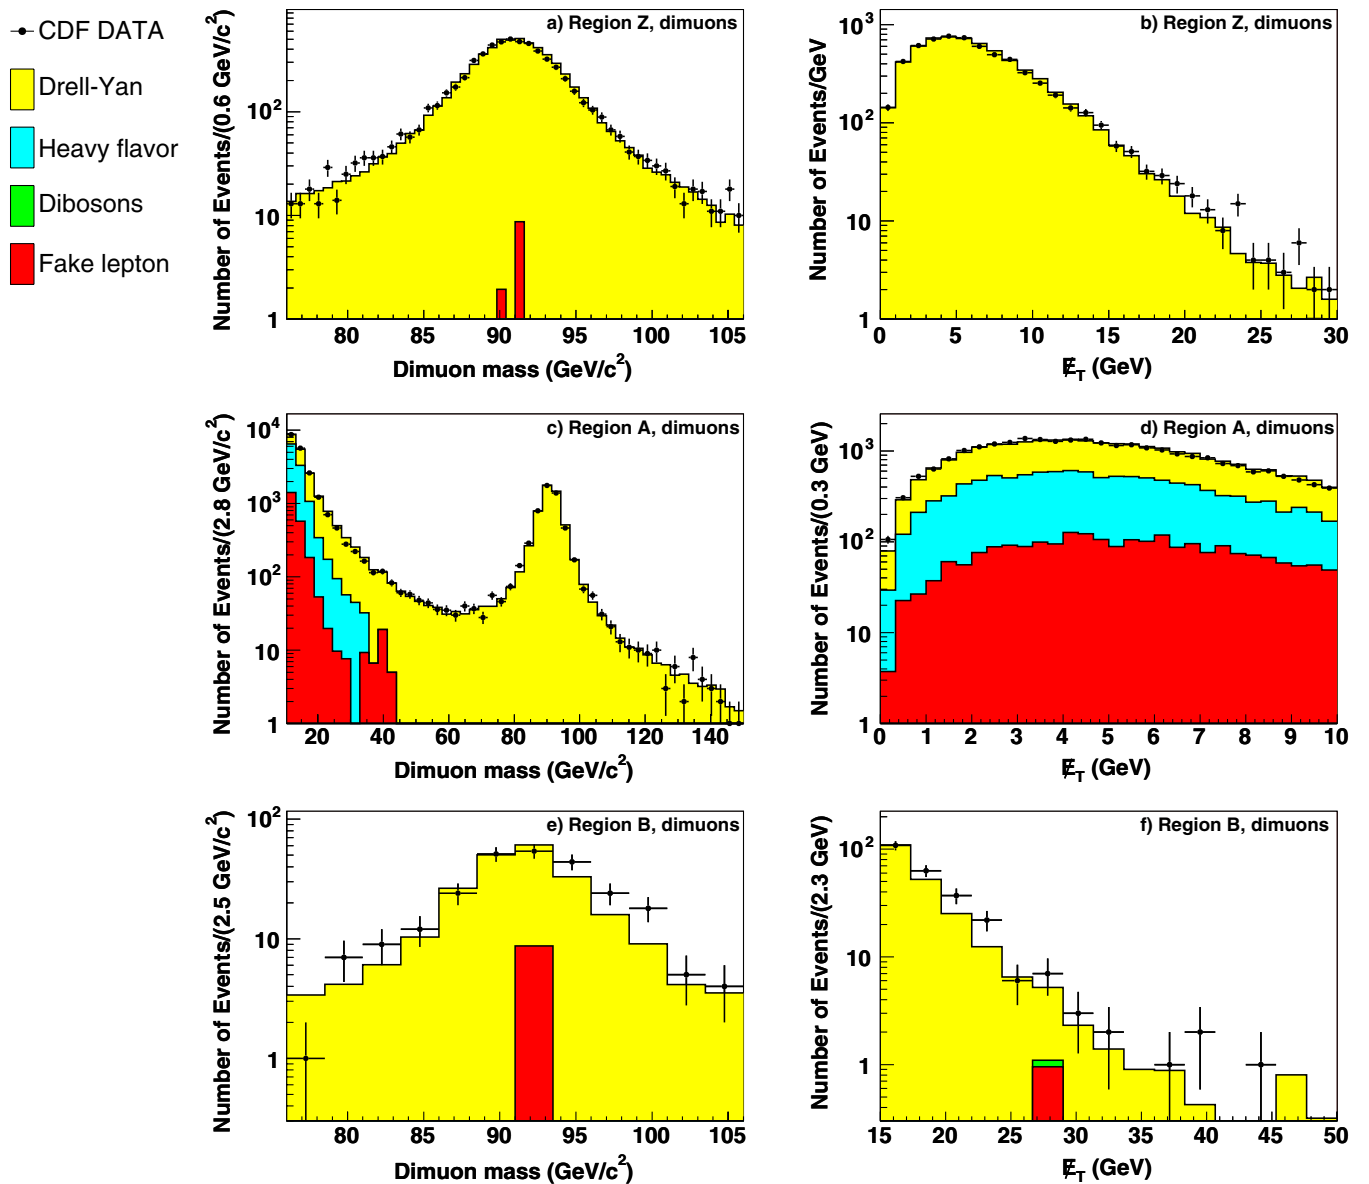 CDF DATA
Drell-Yan
Heavy flavor
Dibosons
Fake lepton
a) Region Z, dimuons
Number of Events/(0.6 GeV/c²)
10²
10
1
80 85 90 95 100 105
Dimuon mass (GeV/c²)
b) Region Z, dimuons
Number of Events/GeV
10³
10²
10
1
0 5 10 15 20 25 30
E̸_T (GeV)
c) Region A, dimuons
Number of Events/(2.8 GeV/c²)
10⁴
10³
10²
10
1
20 40 60 80 100 120 140
Dimuon mass (GeV/c²)
d) Region A, dimuons
Number of Events/(0.3 GeV)
10³
10²
10
1
0 1 2 3 4 5 6 7 8 9 10
E̸_T (GeV)
e) Region B, dimuons
Number of Events/(2.5 GeV/c²)
10²
10
1
80 85 90 95 100 105
Dimuon mass (GeV/c²)
f) Region B, dimuons
Number of Events/(2.3 GeV)
10²
10
1
15 20 25 30 35 40 45 50
E̸_T (GeV)